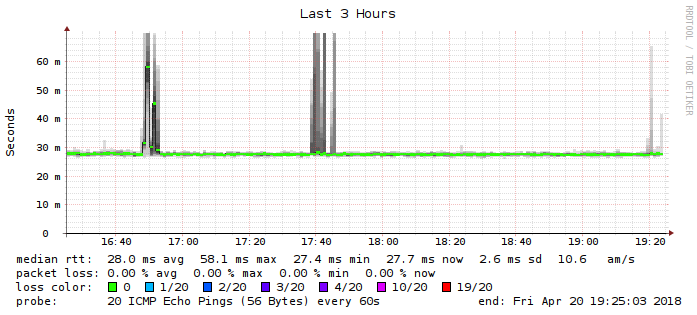 Last 3 Hours
RRDTOOL / TOBI OETIKER
Seconds
60 m
50 m
40 m
30 m
20 m
10 m
0
16:40 17:00 17:20 17:40 18:00 18:20 18:40 19:00 19:20
median rtt: 28.0 ms avg 58.1 ms max 27.4 ms min 27.7 ms now 2.6 ms sd 10.6 am/s
packet loss: 0.00 % avg 0.00 % max 0.00 % min 0.00 % now
loss color: 0 1/20 2/20 3/20 4/20 10/20 19/20
probe: 20 ICMP Echo Pings (56 Bytes) every 60s end: Fri Apr 20 19:25:03 2018